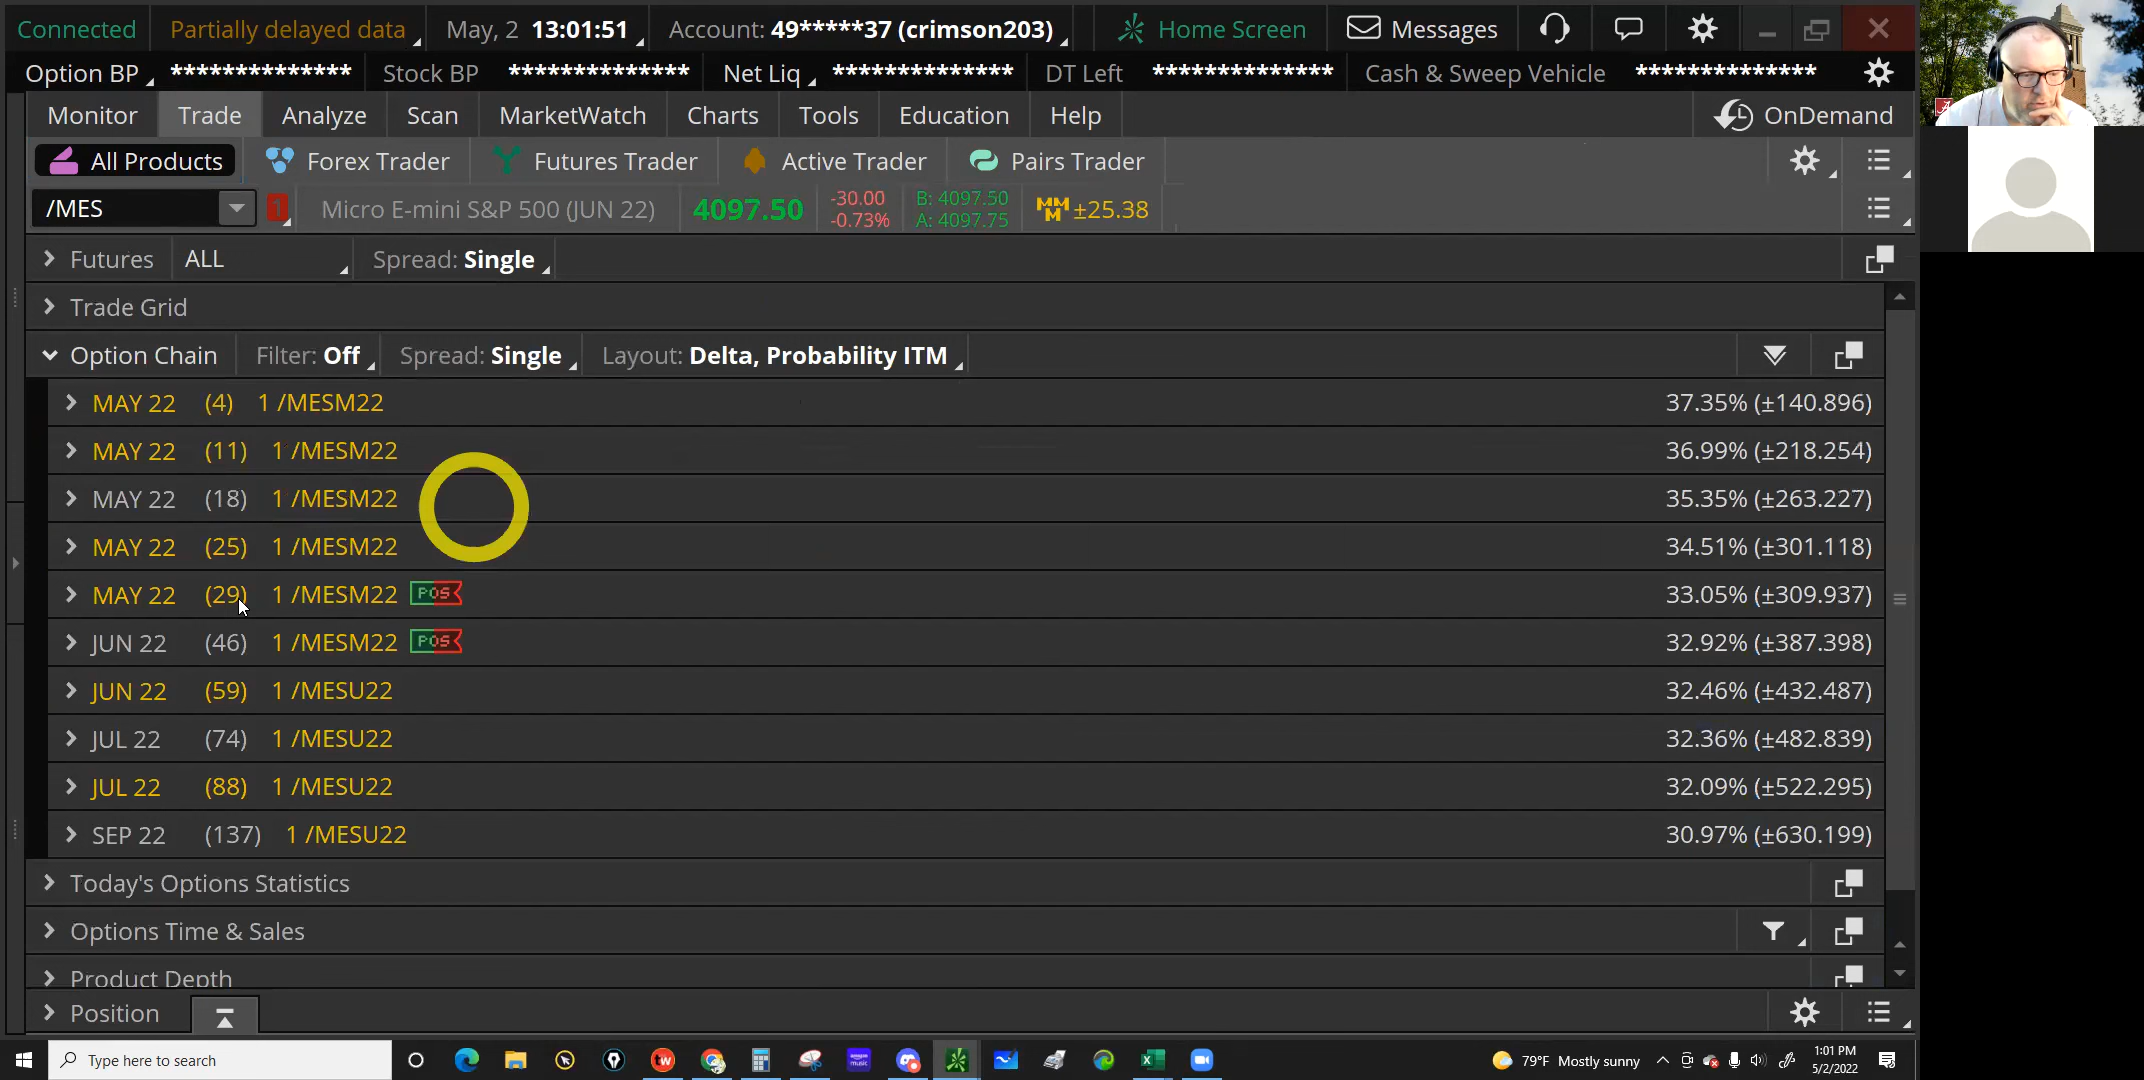 Connected Partially delayed data May, 2 13:01:51 Account: 49*****37 (crimson203) Home Screen Messages
Option BP ************** Stock BP ************** Net Liq ************** DT Left ************** Cash & Sweep Vehicle **************
Monitor Trade Analyze Scan MarketWatch Charts Tools Education Help OnDemand
All Products Forex Trader Futures Trader Active Trader Pairs Trader
/MES 1 Micro E-mini S&P 500 (JUN 22) 4097.50 -30.00 B: 4097.50 MMM ±25.38
-0.73% A: 4097.75
Futures ALL Spread: Single
Trade Grid
Option Chain Filter: Off Spread: Single Layout: Delta, Probability ITM
MAY 22 (4) 1 /MESM22 37.35% (±140.896)
MAY 22 (11) 1 /MESM22 36.99% (±218.254)
MAY 22 (18) 1 /MESM22 35.35% (±263.227)
MAY 22 (25) 1 /MESM22 34.51% (±301.118)
MAY 22 (29) 1 /MESM22 POS 33.05% (±309.937)
JUN 22 (46) 1 /MESM22 POS 32.92% (±387.398)
JUN 22 (59) 1 /MESU22 32.46% (±432.487)
JUL 22 (74) 1 /MESU22 32.36% (±482.839)
JUL 22 (88) 1 /MESU22 32.09% (±522.295)
SEP 22 (137) 1 /MESU22 30.97% (±630.199)
Today's Options Statistics
Options Time & Sales
Product Depth
Position
Type here to search 79°F Mostly sunny 1:01 PM
5/2/2022